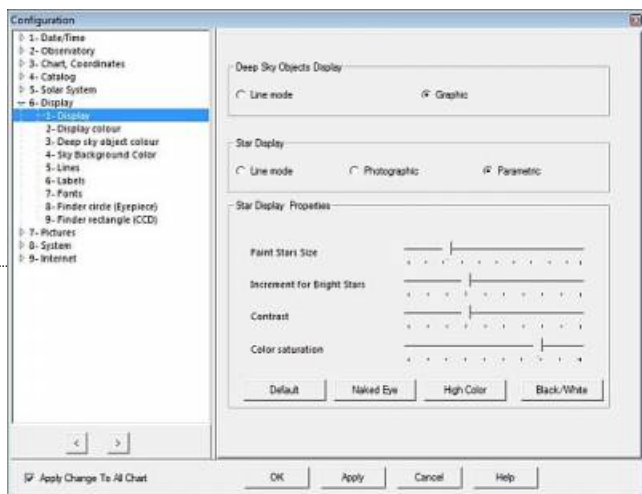 Configuration
1- Date/Time
2- Observatory
3- Chart, Coordinates
4- Catalog
5- Solar System
6- Display
1- Display
2- Display colour
3- Deep sky object colour
4- Sky Background Color
5- Lines
6- Labels
7- Fonts
8- Finder circle (Eyepiece)
9- Finder rectangle (CCD)
7- Pictures
8- System
9- Internet
< >
Deep Sky Objects Display
Line mode Graphic
Star Display
Line mode Photographic Parametric
Star Display Properties
Faint Stars Size
Increment for Bright Stars
Contrast
Color saturation
Default Naked Eye High Color Black/White
Apply Change To All Chart OK Apply Cancel Help